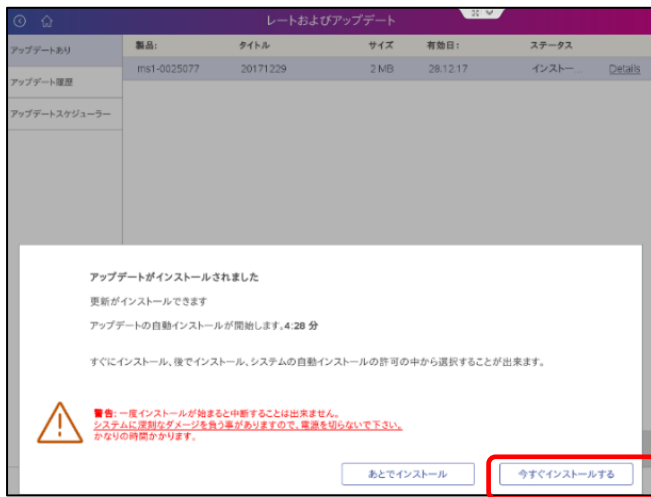 レートおよびアップデート
アップデートあり
アップデート履歴
アップデートスケジューラー
製品: タイトル サイズ 有効日: ステータス
ms1-0025077 20171229 2 MB 28.12.17 インストー... Details
アップデートがインストールされました
更新がインストールできます
アップデートの自動インストールが開始します。4:28 分
すぐにインストール、後でインストール、システムの自動インストールの許可の中から選択することが出来ます。
警告: 一度インストールが始まると中断することは出来ません。
システムに深刻なダメージを負う事がありますので、電源を切らないで下さい。
かなりの時間かかります。
あとでインストール 今すぐインストールする